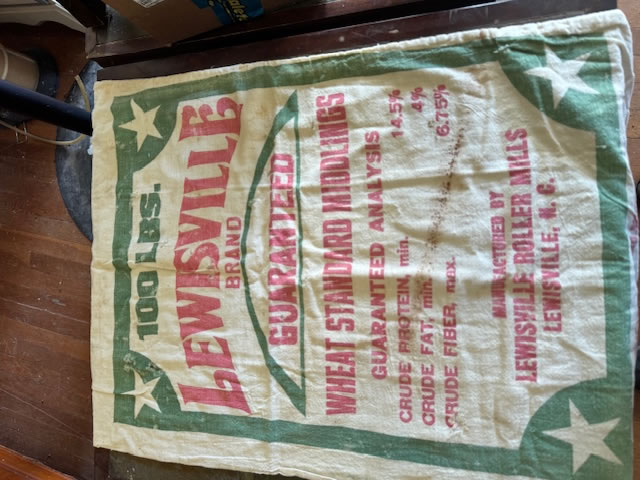 100 LBS.
LEWISVILLE
BRAND
GUARANTEED
WHEAT STANDARD MIDDLINGS
GUARANTEED ANALYSIS
CRUDE PROTEIN, min. 14.5%
CRUDE FAT, min. 4%
CRUDE FIBER, max. 6.75%
MANUFACTURED BY
LEWISVILLE ROLLER MILLS
LEWISVILLE, N. C.